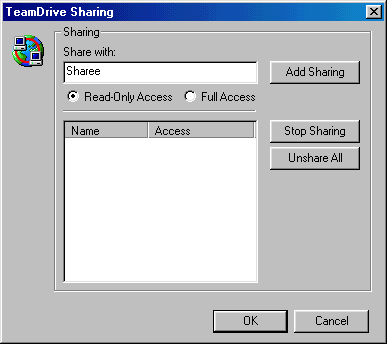 TeamDrive Sharing
Sharing
Share with:
Sharee
Add Sharing
Read-Only Access Full Access
Name Access
Stop Sharing
Unshare All
OK Cancel